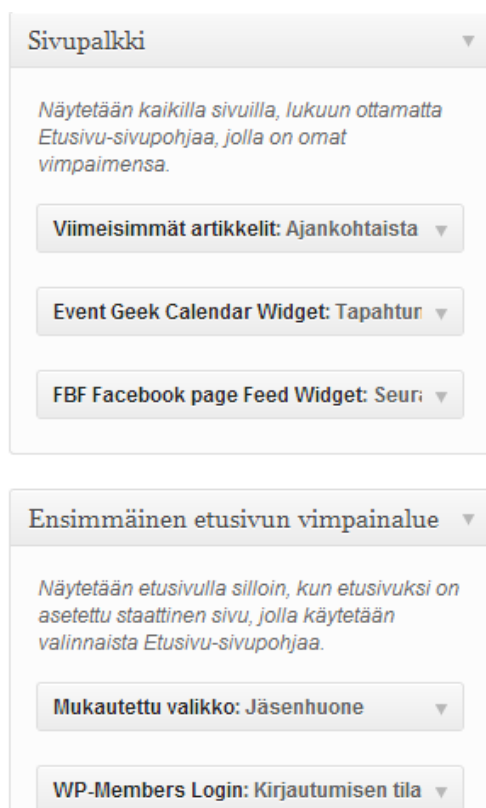 Sivupalkki
Näytetään kaikilla sivuilla, lukuun ottamatta
Etusivu-sivupohjaa, jolla on omat
vimpaimensa.
Viimeisimmät artikkelit: Ajankohtaista
Event Geek Calendar Widget:
FBF Facebook page Feed Widget:
Ensimmäinen etusivun vimpainalue
Näytetään etusivulla silloin, kun etusivuksi on
asetettu staattinen sivu, jolla käytetään
valinnaista Etusivu-sivupohjaa.
Mukautettu valikko: Jäsenhuone
WP-Members Login: Kirjautumisen tila